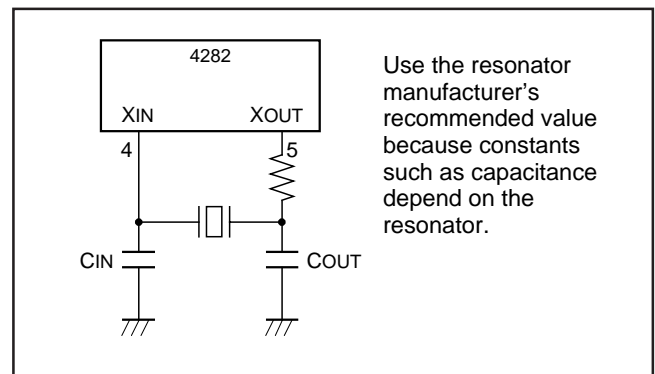 4282
XIN XOUT
4 5
CIN COUT
Use the resonator
manufacturer's
recommended value
because constants
such as capacitance
depend on the
resonator.